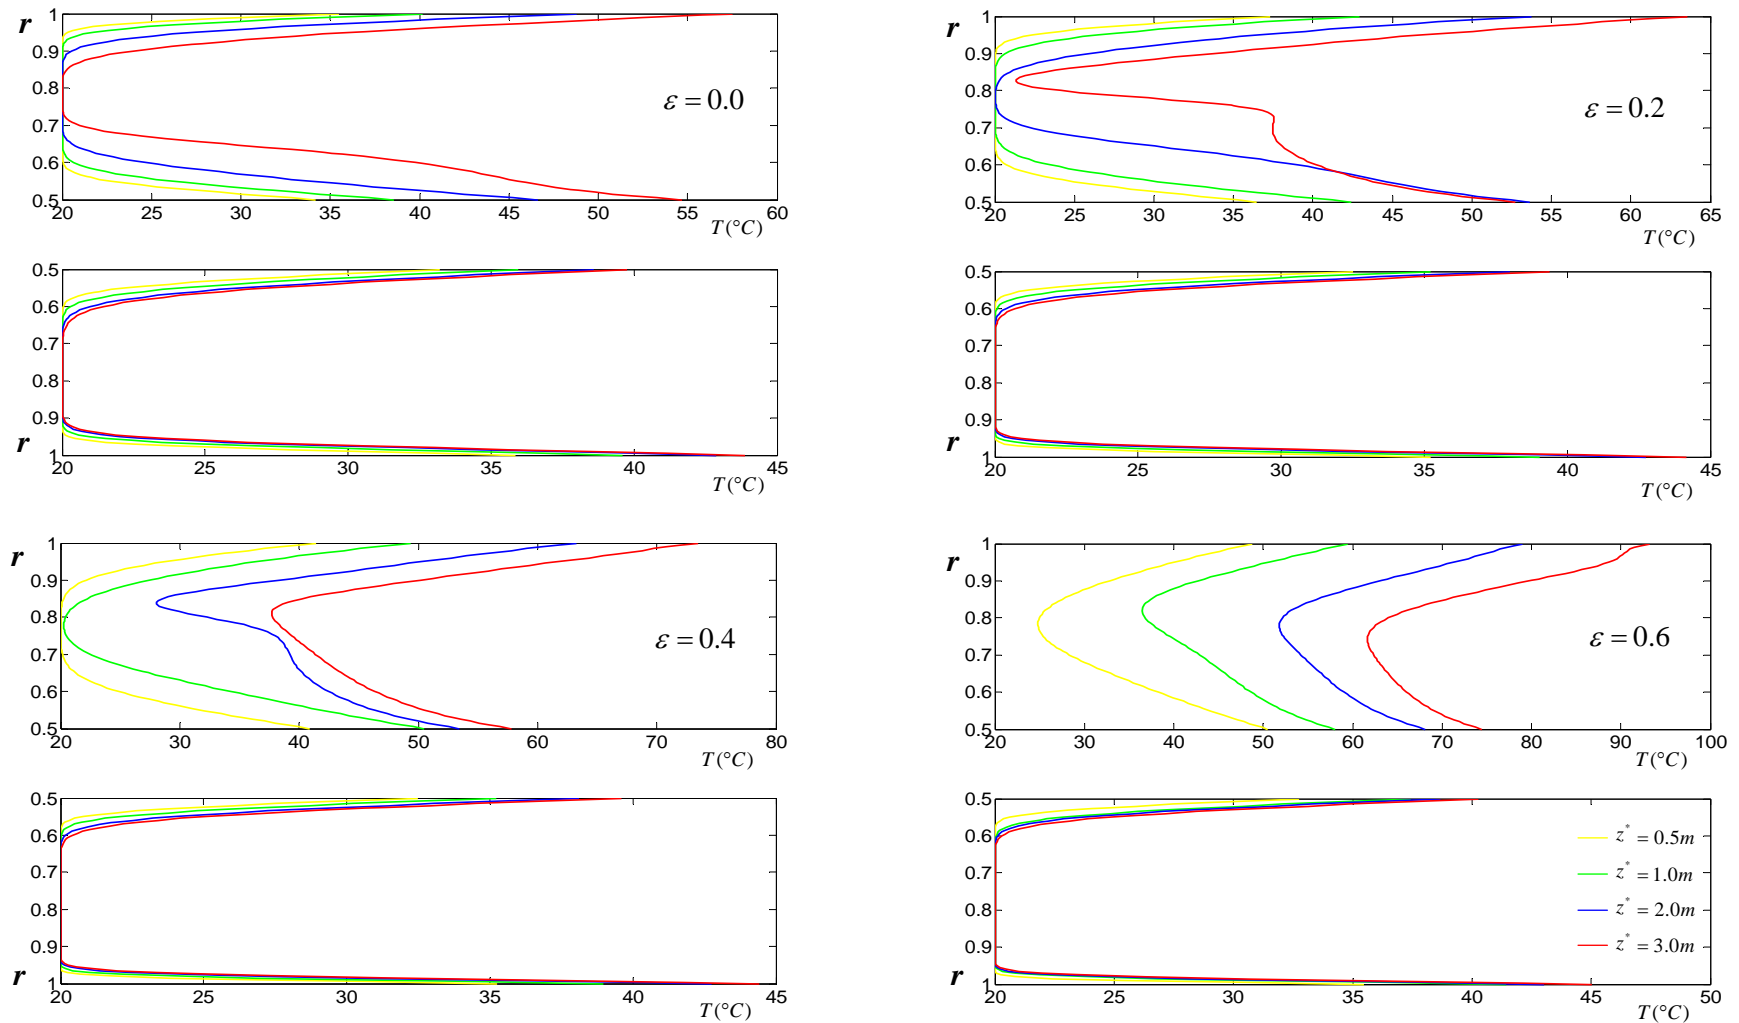 r
1
0.9
0.8
0.7
0.6
0.5
20 25 30 35 40 45 50 55 60
T(°C)
ε = 0.0
r
1
0.9
0.8
0.7
0.6
0.5
20 25 30 35 40 45 50 55 60 65
T(°C)
ε = 0.2
0.5
0.6
0.7
0.8
0.9
r
1
20 25 30 35 40 45
T(°C)
0.5
0.6
0.7
0.8
0.9
r
1
20 25 30 35 40 45
T(°C)
r
1
0.9
0.8
0.7
0.6
0.5
20 30 40 50 60 70 80
T(°C)
ε = 0.4
r
1
0.9
0.8
0.7
0.6
0.5
20 30 40 50 60 70 80 90 100
T(°C)
ε = 0.6
0.5
0.6
0.7
0.8
0.9
r
1
20 25 30 35 40 45
T(°C)
0.5
0.6
0.7
0.8
0.9
r
1
20 25 30 35 40 45 50
T(°C)
z* = 0.5m
z* = 1.0m
z* = 2.0m
z* = 3.0m